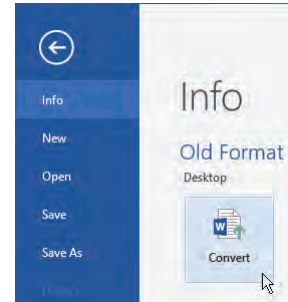 Info
New
Open
Save
Save As
Info
Old Format
Desktop
W
Convert